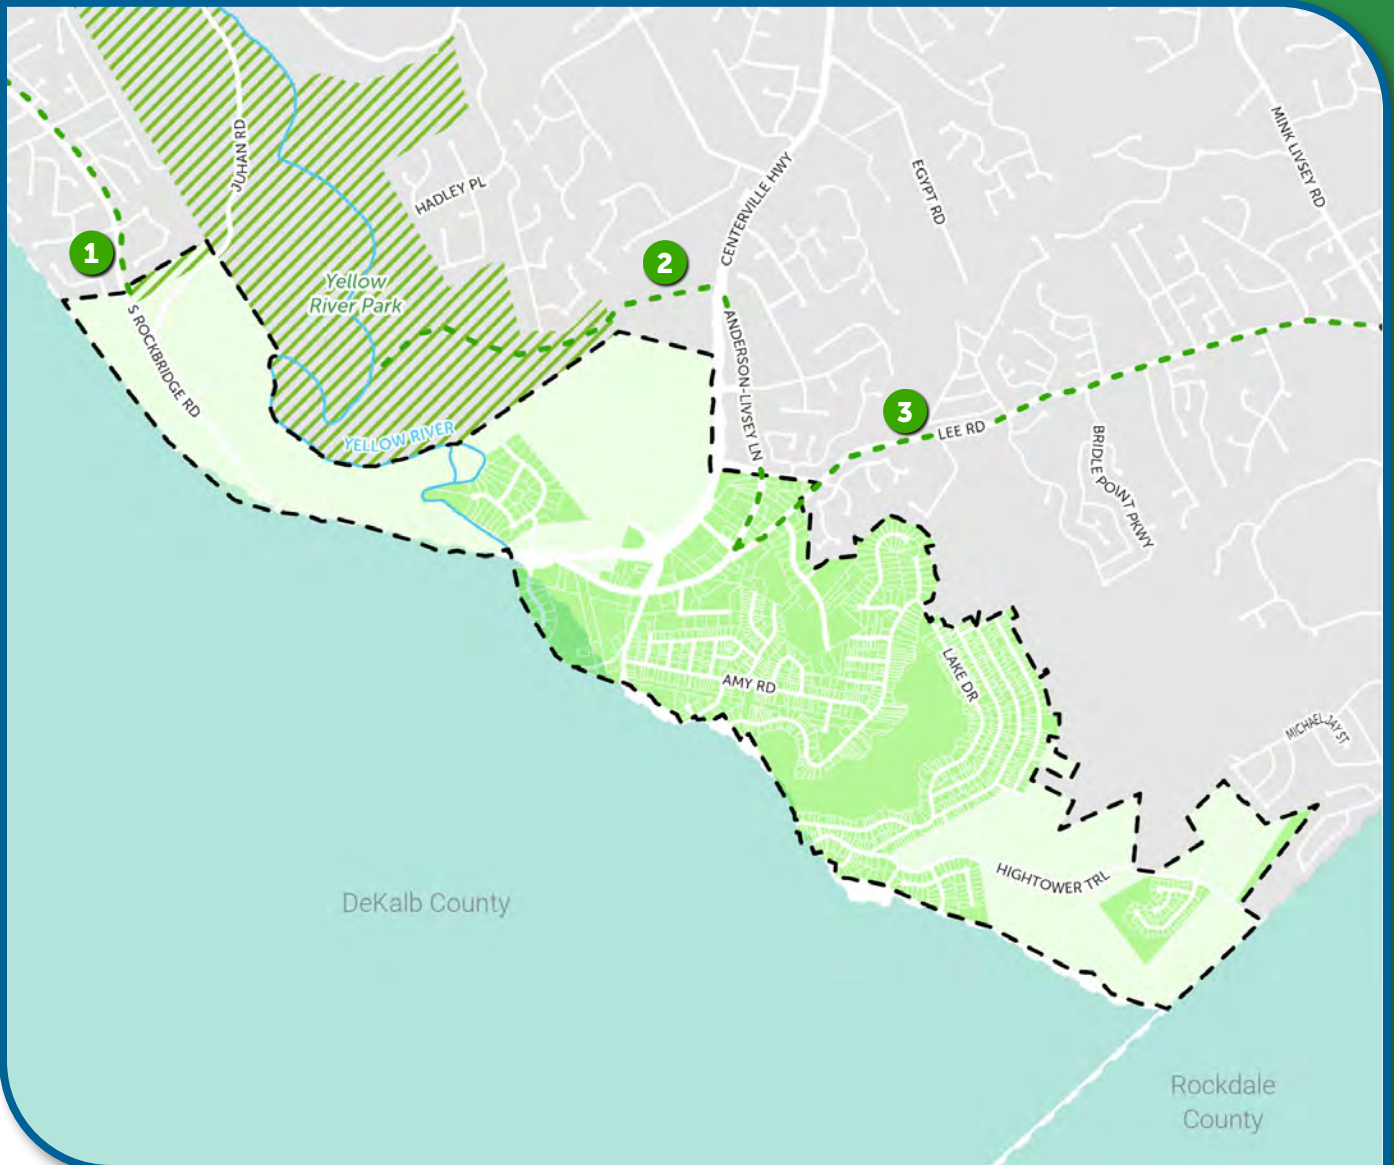 JUHAN RD
HADLEY PL
CENTERVILLE HWY
EGYPT RD
MINK LIVSEY RD
1
2
Yellow
River Park
S ROCKBRIDGE RD
ANDERSON-LIVSEY LN
3
LEE RD
YELLOW RIVER
BRIDLE POINT PKWY
LAKE DR
AMY RD
MICHAEL JAY ST
HIGHTOWER TRL
DeKalb County
Rockdale
County